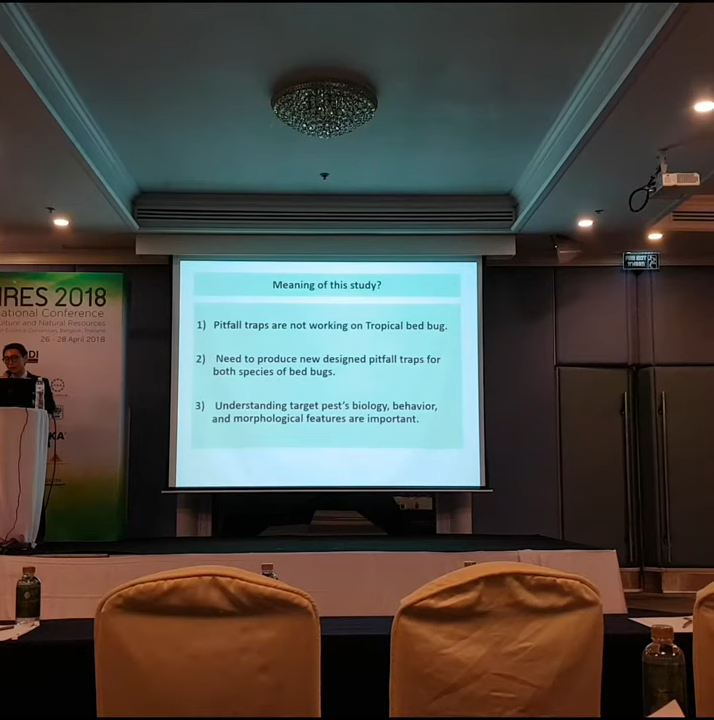 IRES 2018
national Conference
culture and Natural Resources
26 - 28 April 2018
Meaning of this study?
1) Pitfall traps are not working on Tropical bed bug.
2) Need to produce new designed pitfall traps for
both species of bed bugs.
3) Understanding target pest's biology, behavior,
and morphological features are important.